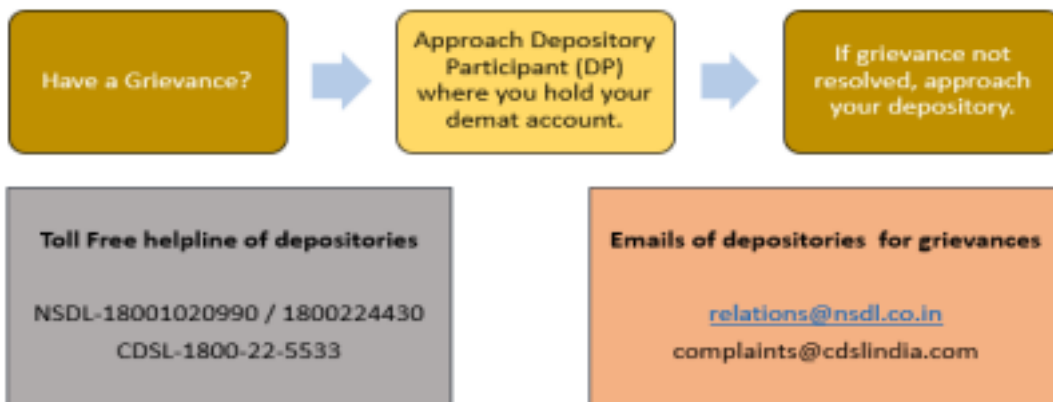 Have a Grievance?
Approach Depository
Participant (DP)
where you hold your
demat account.
If grievance not
resolved, approach
your depository.
Toll Free helpline of depositories
NSDL-18001020990 / 1800224430
CDSL-1800-22-5533
Emails of depositories for grievances
relations@nsdl.co.in
complaints@cdslindia.com